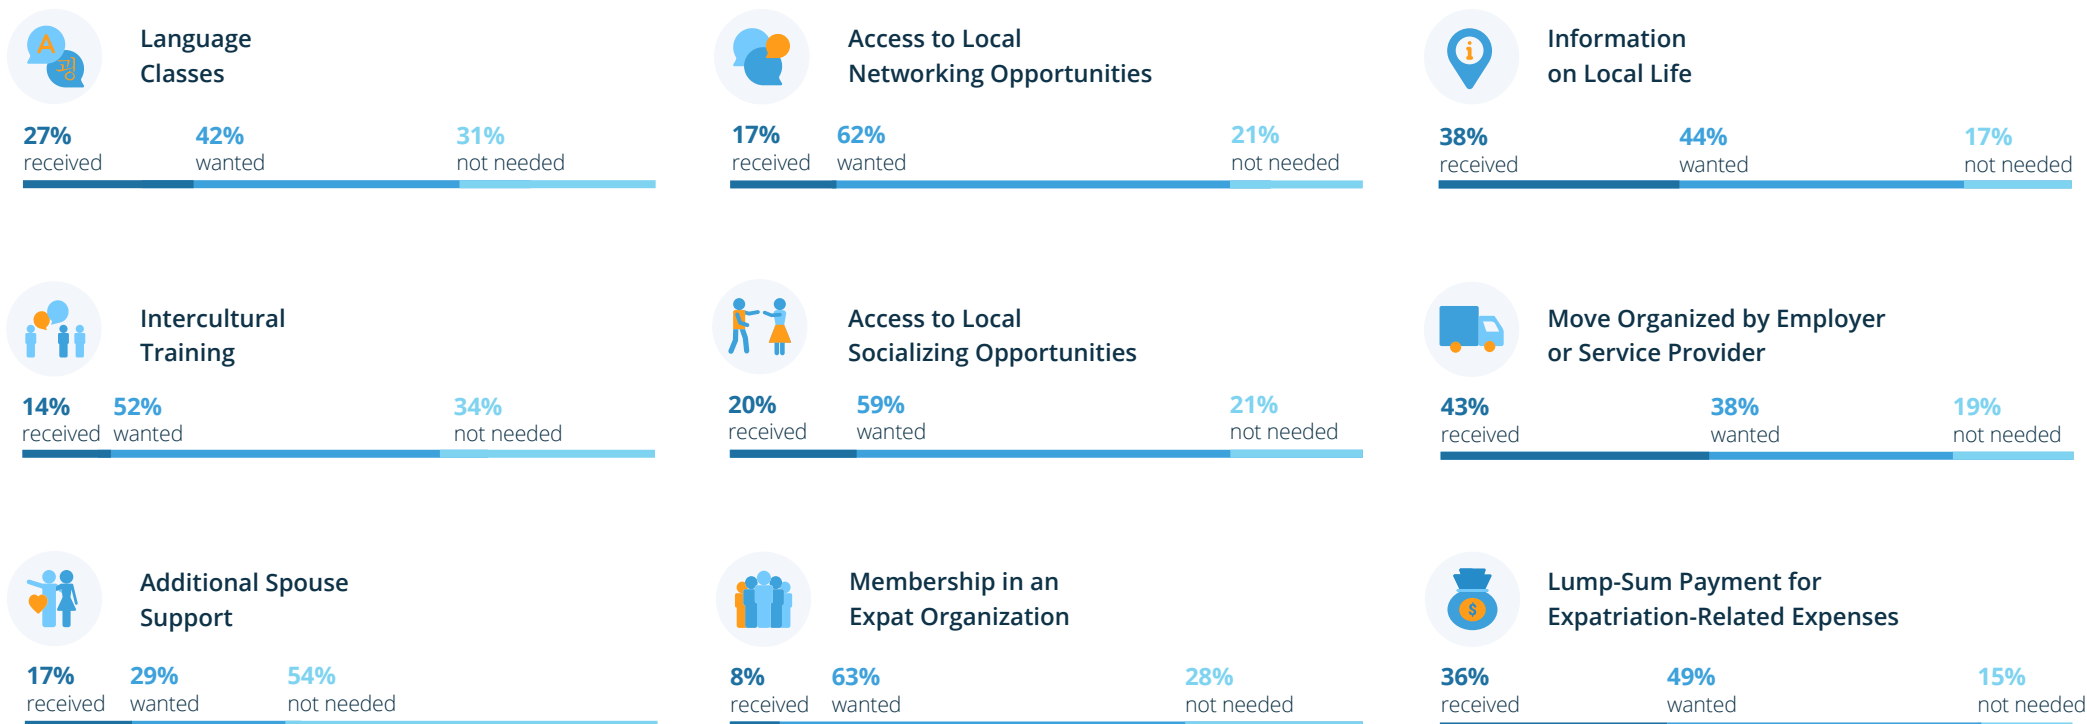 A
굉
Language
Classes
27% 42% 31%
received wanted not needed
Access to Local
Networking Opportunities
17% 62% 21%
received wanted not needed
i
Information
on Local Life
38% 44% 17%
received wanted not needed
Intercultural
Training
14% 52% 34%
received wanted not needed
Access to Local
Socializing Opportunities
20% 59% 21%
received wanted not needed
Move Organized by Employer
or Service Provider
43% 38% 19%
received wanted not needed
Additional Spouse
Support
17% 29% 54%
received wanted not needed
Membership in an
Expat Organization
8% 63% 28%
received wanted not needed
$
Lump-Sum Payment for
Expatriation-Related Expenses
36% 49% 15%
received wanted not needed